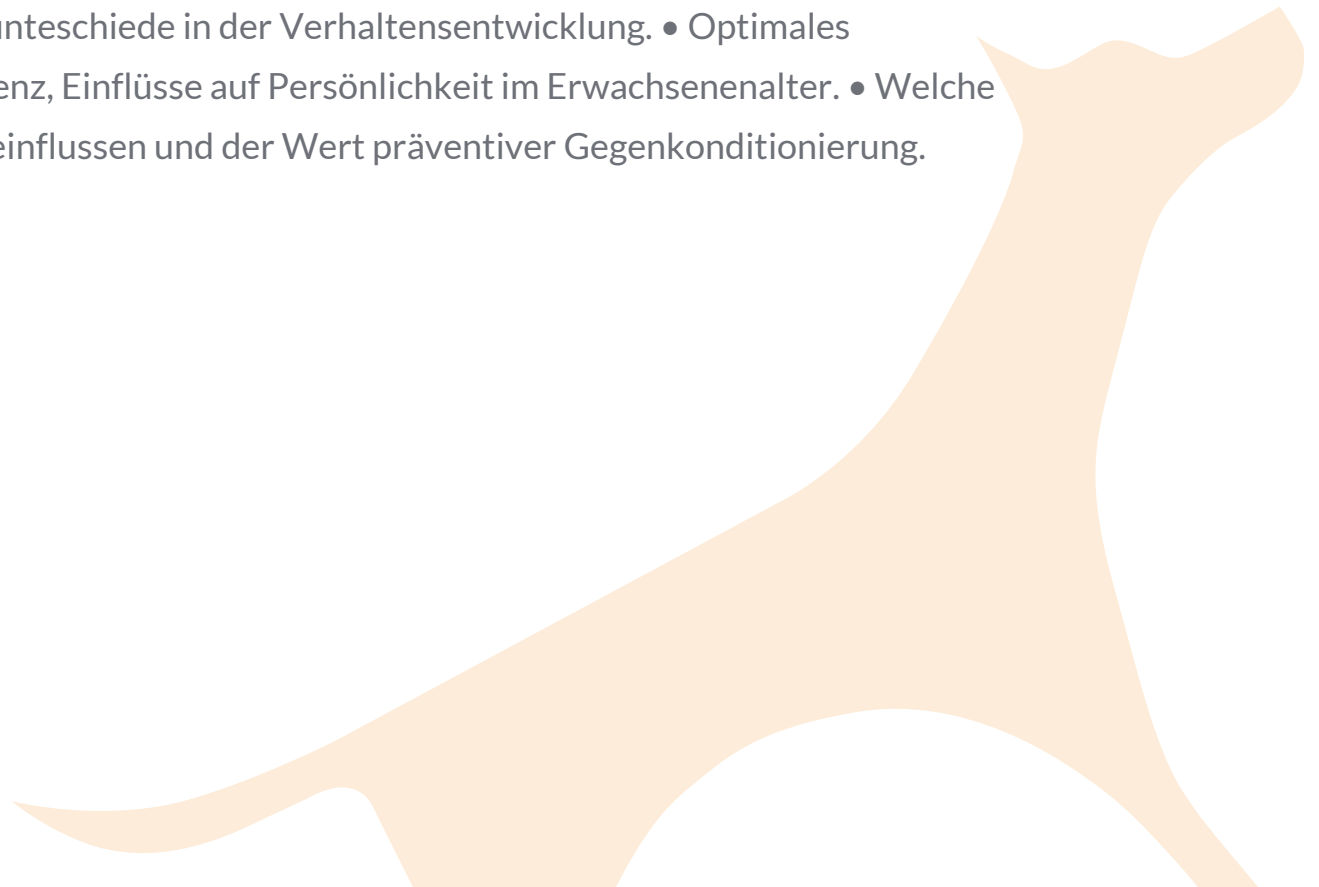 unteschiede in der Verhaltensentwicklung. • Optimales
enz, Einflüsse auf Persönlichkeit im Erwachsenenalter. • Welche
einflussen und der Wert präventiver Gegenkonditionierung.